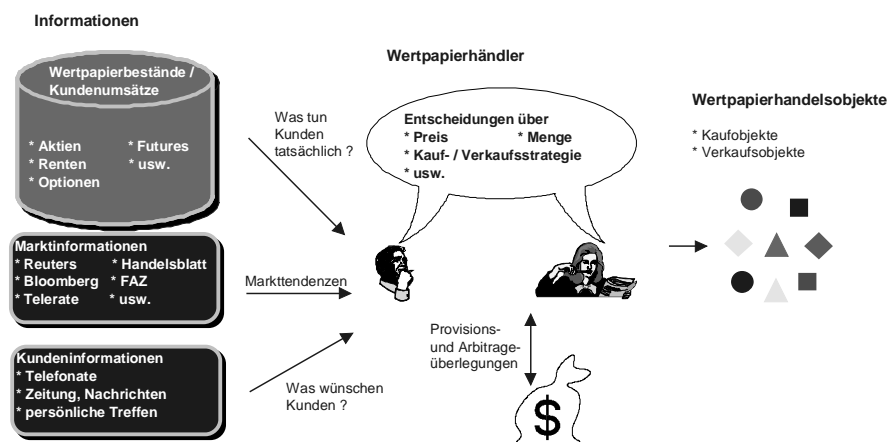 Informationen
Wertpapierbestände /
Kundenumsätze
* Aktien * Futures
* Renten * usw.
* Optionen
Marktinformationen
* Reuters * Handelsblatt
* Bloomberg * FAZ
* Telerate * usw.
Kundeninformationen
* Telefonate
* Zeitung, Nachrichten
* persönliche Treffen
Was tun
Kunden
tatsächlich ?
Markttendenzen
Was wünschen
Kunden ?
Wertpapierhändler
Entscheidungen über
* Preis * Menge
* Kauf- / Verkaufsstrategie
* usw.
Provisions-
und Arbitrage-
überlegungen
$
Wertpapierhandelsobjekte
* Kaufobjekte
* Verkaufsobjekte